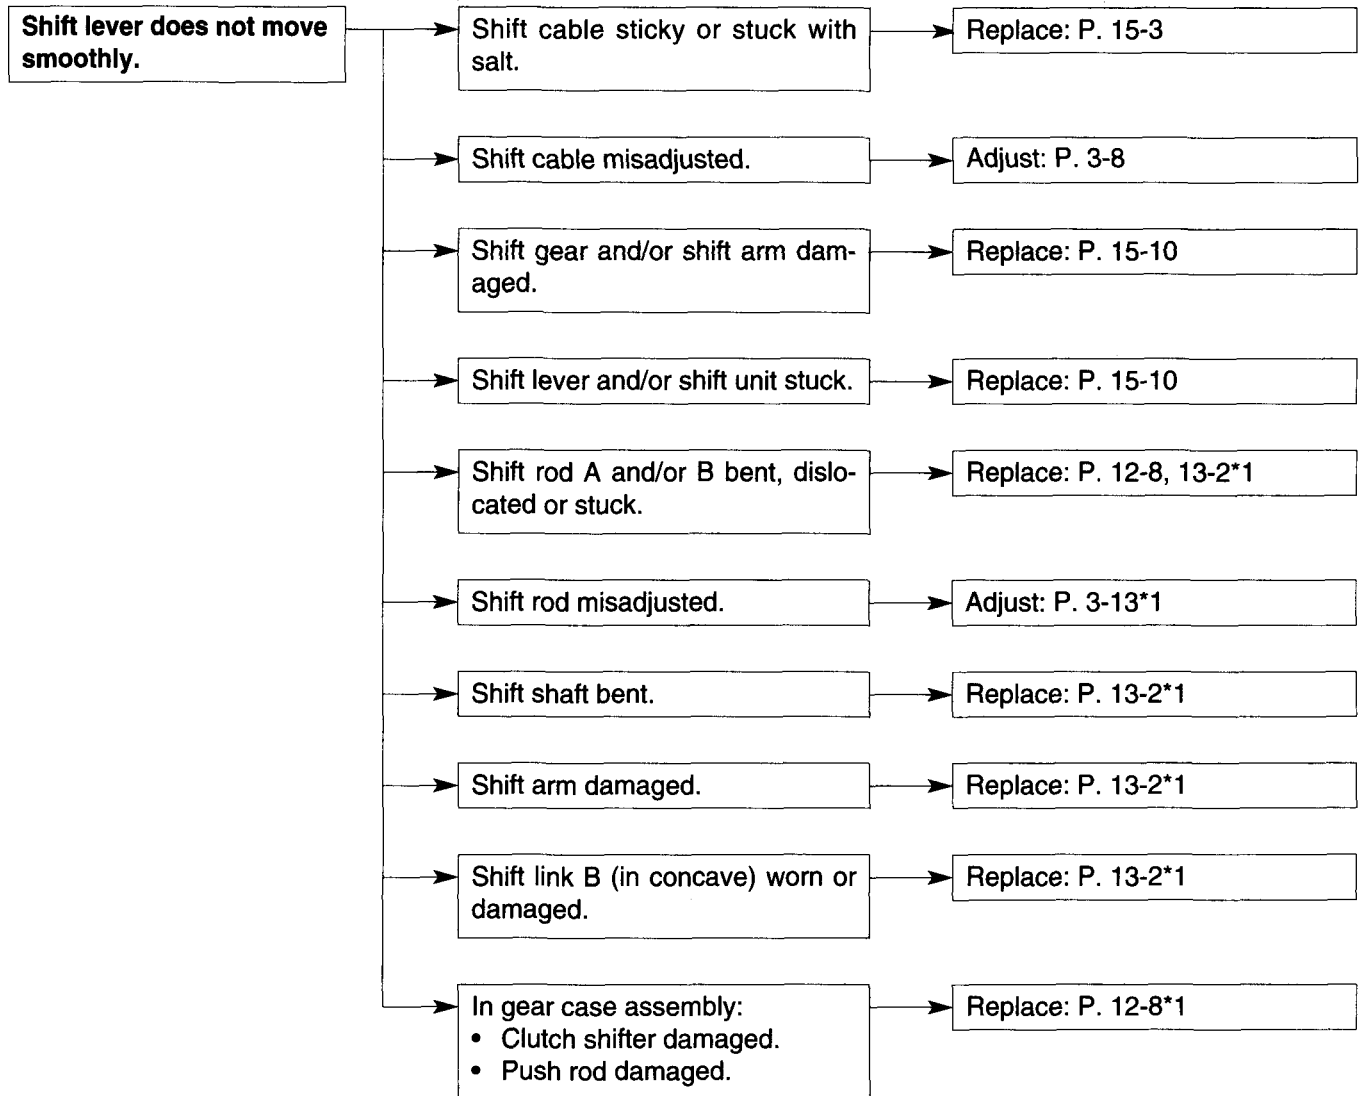 Shift lever does not move
smoothly.
Shift cable sticky or stuck with
salt.
Replace: P. 15-3
Shift cable misadjusted.
Adjust: P. 3-8
Shift gear and/or shift arm dam-
aged.
Replace: P. 15-10
Shift lever and/or shift unit stuck.
Replace: P. 15-10
Shift rod A and/or B bent, dislo-
cated or stuck.
Replace: P. 12-8, 13-2*1
Shift rod misadjusted.
Adjust: P. 3-13*1
Shift shaft bent.
Replace: P. 13-2*1
Shift arm damaged.
Replace: P. 13-2*1
Shift link B (in concave) worn or
damaged.
Replace: P. 13-2*1
In gear case assembly:
• Clutch shifter damaged.
• Push rod damaged.
Replace: P. 12-8*1